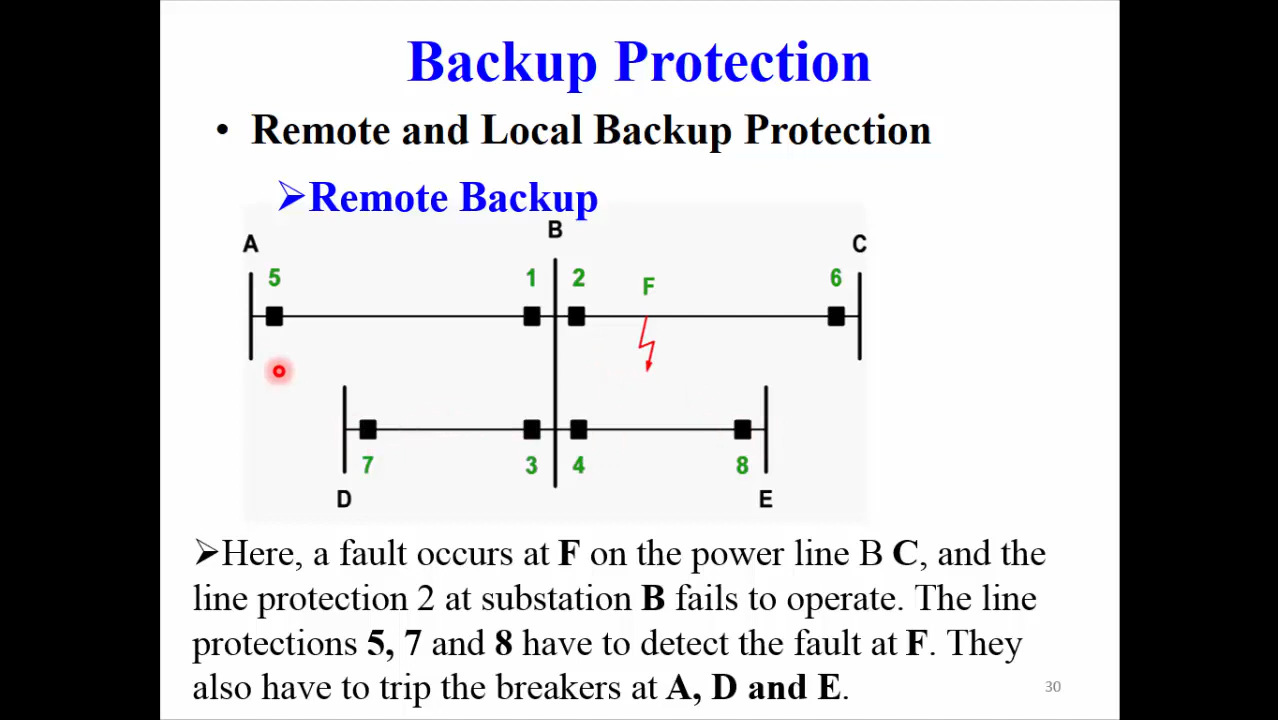 Backup Protection
• Remote and Local Backup Protection
➢Remote Backup
B
A
C
5
1
2
F
6
7
3
4
8
D
E
➢Here, a fault occurs at F on the power line B C, and the
line protection 2 at substation B fails to operate. The line
protections 5, 7 and 8 have to detect the fault at F. They
also have to trip the breakers at A, D and E.
30